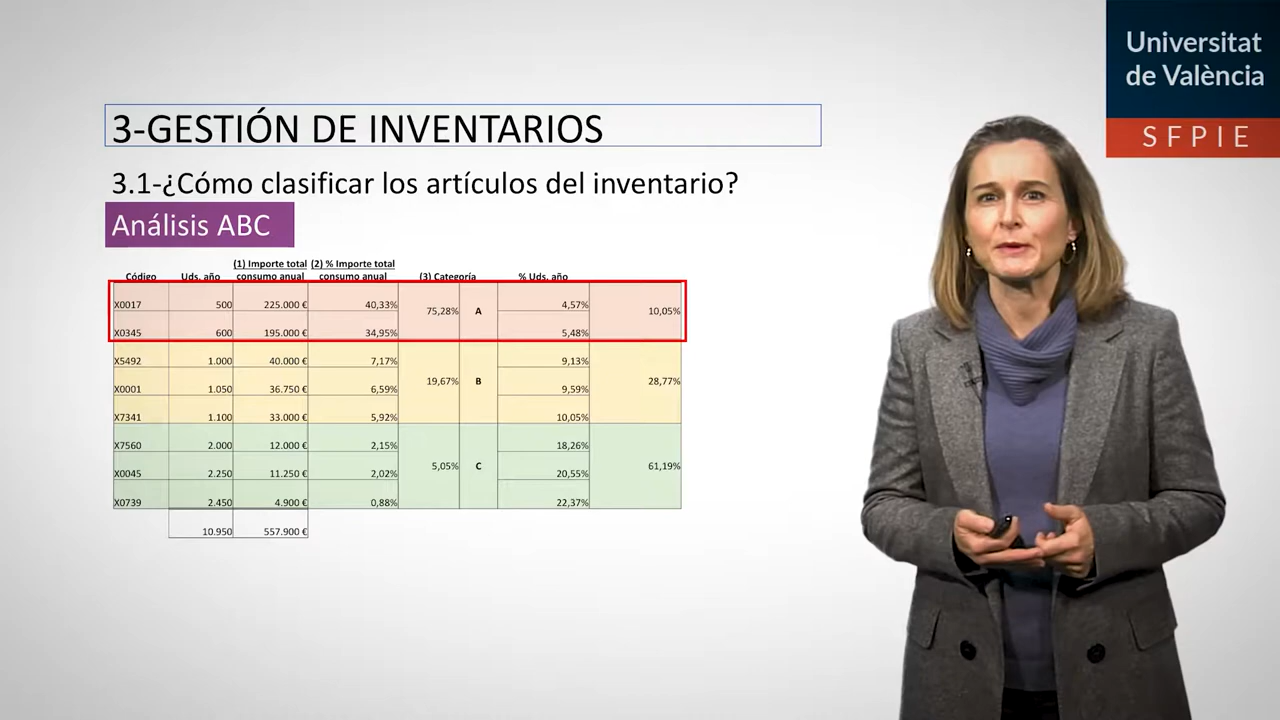 Universitat
de València
SFPIE
3-GESTIÓN DE INVENTARIOS
3.1-¿Cómo clasificar los artículos del inventario?
Análisis ABC
Código Uds. año (1) Importe total consumo anual (2) % Importe total consumo anual (3) Categoría % Uds. año
X0017 500 225.000 € 40,33% 75,28% A 4,57% 10,05%
X0345 600 195.000 € 34,95% 5,48%
X5492 1.000 40.000 € 7,17% 19,67% B 9,13% 28,77%
X0001 1.050 36.750 € 6,59% 9,59%
X7341 1.100 33.000 € 5,92% 10,05%
X7560 2.000 12.000 € 2,15% 5,05% C 18,26% 61,19%
X0045 2.250 11.250 € 2,02% 20,55%
X0739 2.450 4.900 € 0,88% 22,37%
10.950 557.900 €